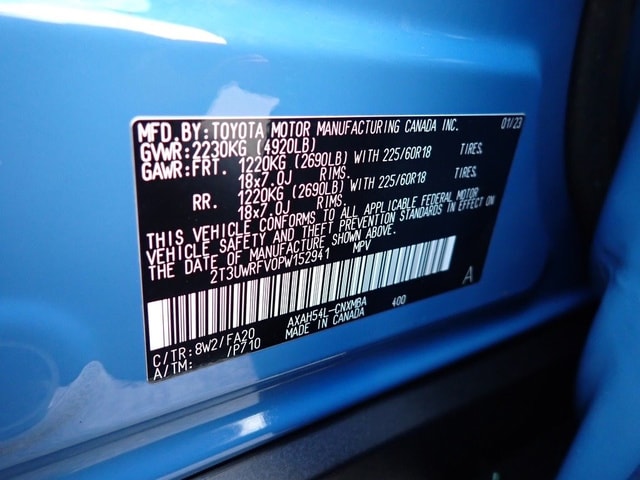 MFD.BY:TOYOTA MOTOR MANUFACTURING CANADA INC. 01/23
GVWR:2230KG (4920LB)
GAWR:FRT. 1220KG (2690LB) WITH 225/60R18 TIRES,
18x7.0J RIMS.
RR. 1220KG (2690LB) WITH 225/60R18 TIRES,
18x7.0J RIMS.
THIS VEHICLE CONFORMS TO ALL APPLICABLE FEDERAL MOTOR
VEHICLE SAFETY AND THEFT PREVENTION STANDARDS IN EFFECT ON
THE DATE OF MANUFACTURE SHOWN ABOVE.
2T3UWRFV0PW152941 MPV
A
C/TR:8W2/FA20 AXAH54L-CNXMBA 400
A/TM: /P710 MADE IN CANADA